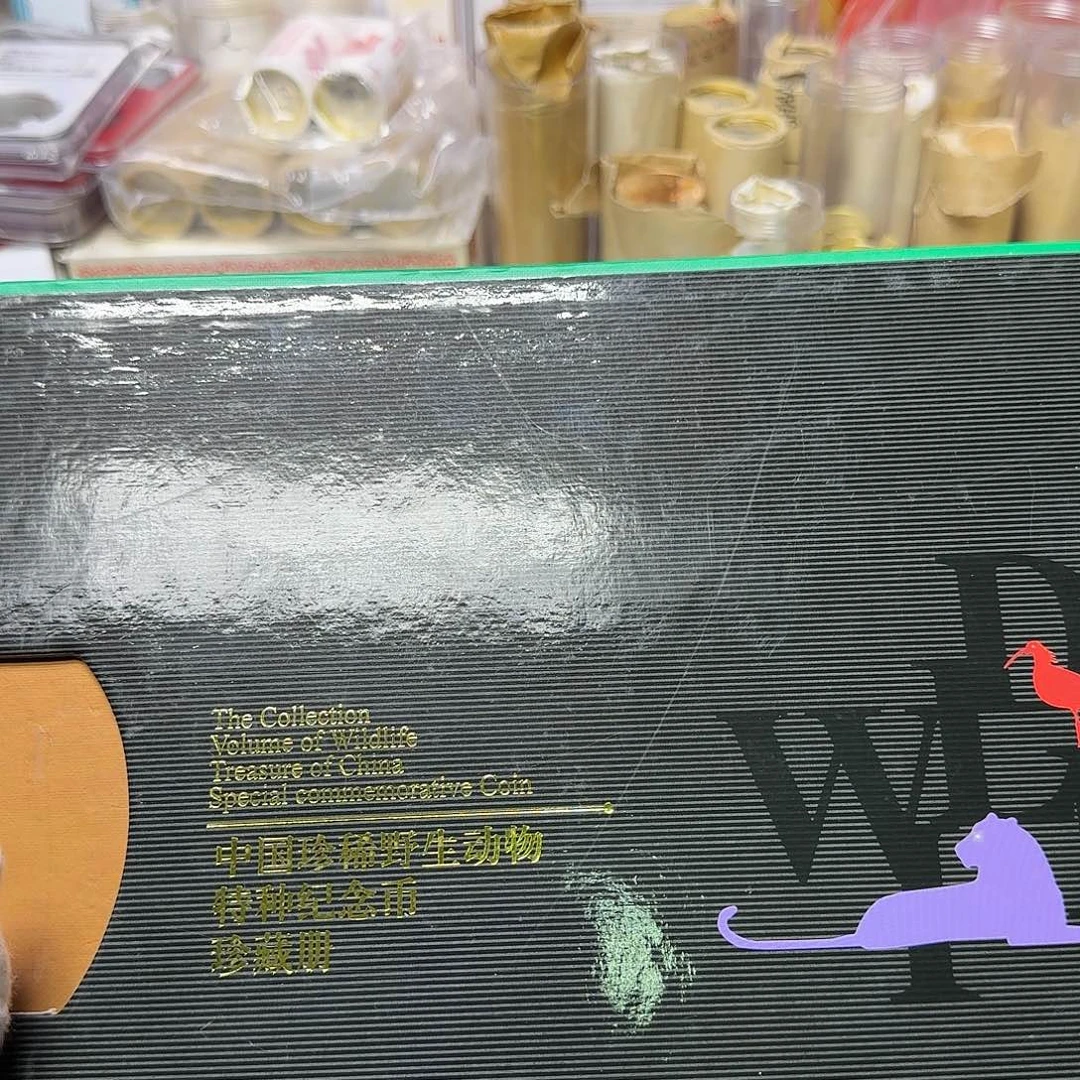 The Collection
Volume of Wildlife
Treasure of China
Special commemorative Coin
中国珍稀野生动物
特种纪念币
珍藏册